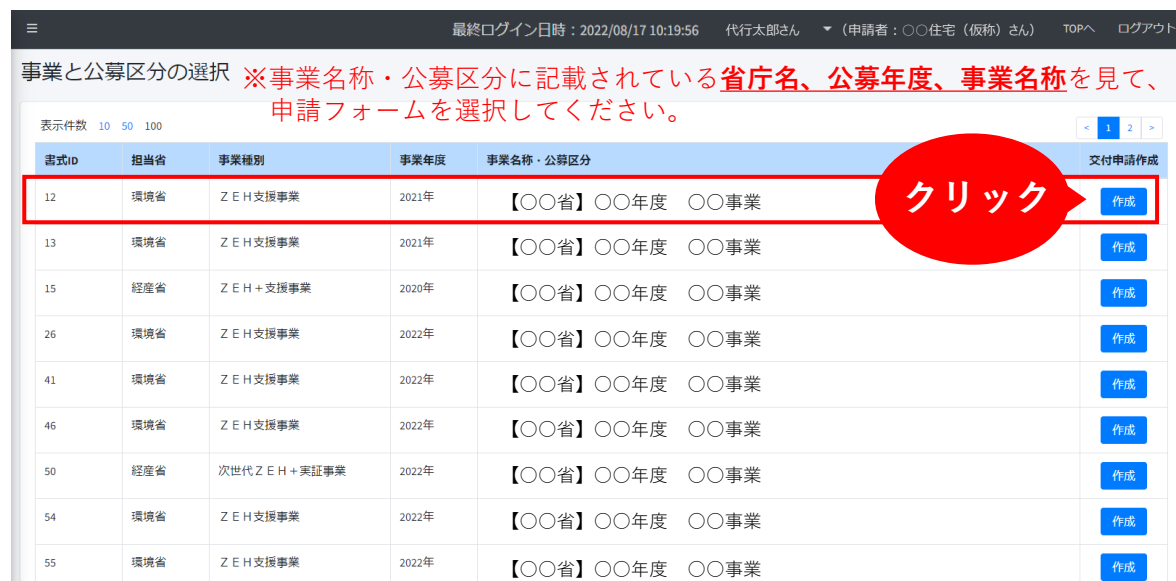 ≡ 最終ログイン日時：2022/08/17 10:19:56 代行太郎さん ▼（申請者：○○住宅（仮称）さん） TOPへ ログアウト
事業と公募区分の選択 ※事業名称・公募区分に記載されている省庁名、公募年度、事業名称を見て、
申請フォームを選択してください。
表示件数 10 50 100 < 1 2 >
書式ID 担当省 事業種別 事業年度 事業名称・公募区分 交付申請作成
12 環境省 ＺＥＨ支援事業 2021年 【○○省】○○年度　○○事業 クリック 作成
13 環境省 ＺＥＨ支援事業 2021年 【○○省】○○年度　○○事業 作成
15 経産省 ＺＥＨ＋支援事業 2020年 【○○省】○○年度　○○事業 作成
26 環境省 ＺＥＨ支援事業 2022年 【○○省】○○年度　○○事業 作成
41 環境省 ＺＥＨ支援事業 2022年 【○○省】○○年度　○○事業 作成
46 環境省 ＺＥＨ支援事業 2022年 【○○省】○○年度　○○事業 作成
50 経産省 次世代ＺＥＨ＋実証事業 2022年 【○○省】○○年度　○○事業 作成
54 環境省 ＺＥＨ支援事業 2022年 【○○省】○○年度　○○事業 作成
55 環境省 ＺＥＨ支援事業 2022年 【○○省】○○年度　○○事業 作成